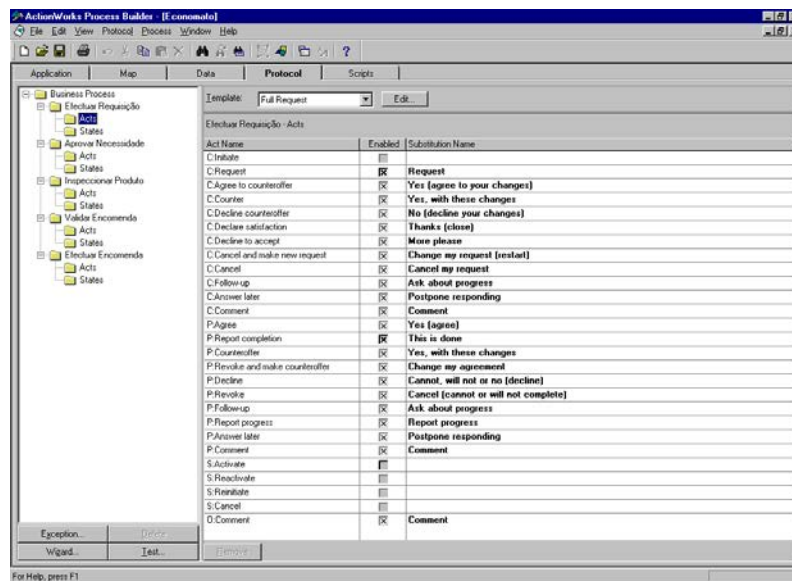 ActionWorks Process Builder - [Economato]
File Edit View Protocol Process Window Help
Application Map Data Protocol Scripts
Business Process
Efectuar Requisição
Acts
States
Aprovar Necessidade
Acts
States
Inspeccionar Produto
Acts
States
Validar Encomenda
Acts
States
Efectuar Encomenda
Acts
States
Template: Full Request Edit...
Efectuar Requisição - Acts
Act Name Enabled Substitution Name
C:Initiate
C:Request Request
C:Agree to counteroffer Yes (agree to your changes)
C:Counter Yes, with these changes
C:Decline counteroffer No (decline your changes)
C:Declare satisfaction Thanks (close)
C:Decline to accept More please
C:Cancel and make new request Change my request (restart)
C:Cancel Cancel my request
C:Follow-up Ask about progress
C:Answer later Postpone responding
C:Comment Comment
P:Agree Yes (agree)
P:Report completion This is done
P:Counteroffer Yes, with these changes
P:Revoke and make counteroffer Change my agreement
P:Decline Cannot, will not or no (decline)
P:Revoke Cancel (cannot or will not complete)
P:Follow-up Ask about progress
P:Report progress Report progress
P:Answer later Postpone responding
P:Comment Comment
S:Activate
S:Reactivate
S:Reinitiate
S:Cancel
O:Comment Comment
Exception... Delete
Wizard... Test... Remove
For Help, press F1